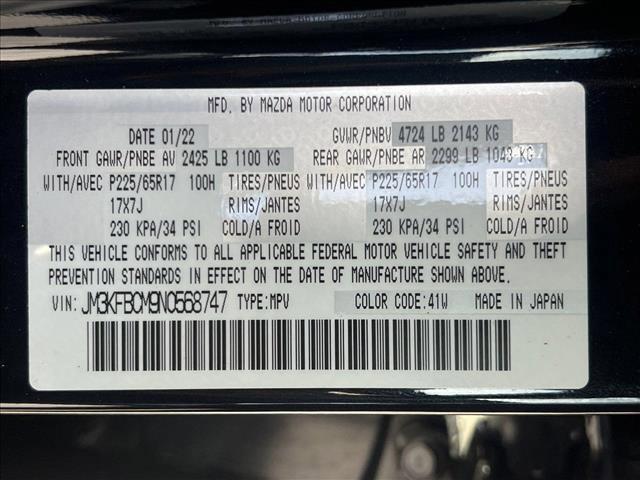 MFD. BY MAZDA MOTOR CORPORATION
DATE 01/22 GVWR/PNBV 4724 LB 2143 KG
FRONT GAWR/PNBE AV 2425 LB 1100 KG REAR GAWR/PNBE AR 2299 LB 1043 KG
WITH/AVEC P225/65R17 100H TIRES/PNEUS WITH/AVEC P225/65R17 100H TIRES/PNEUS
17X7J RIMS/JANTES 17X7J RIMS/JANTES
230 KPA/34 PSI COLD/A FROID 230 KPA/34 PSI COLD/A FROID
THIS VEHICLE CONFORMS TO ALL APPLICABLE FEDERAL MOTOR VEHICLE SAFETY AND THEFT
PREVENTION STANDARDS IN EFFECT ON THE DATE OF MANUFACTURE SHOWN ABOVE.
VIN: JM3KFBCM9N0568747 TYPE:MPV COLOR CODE:41W MADE IN JAPAN